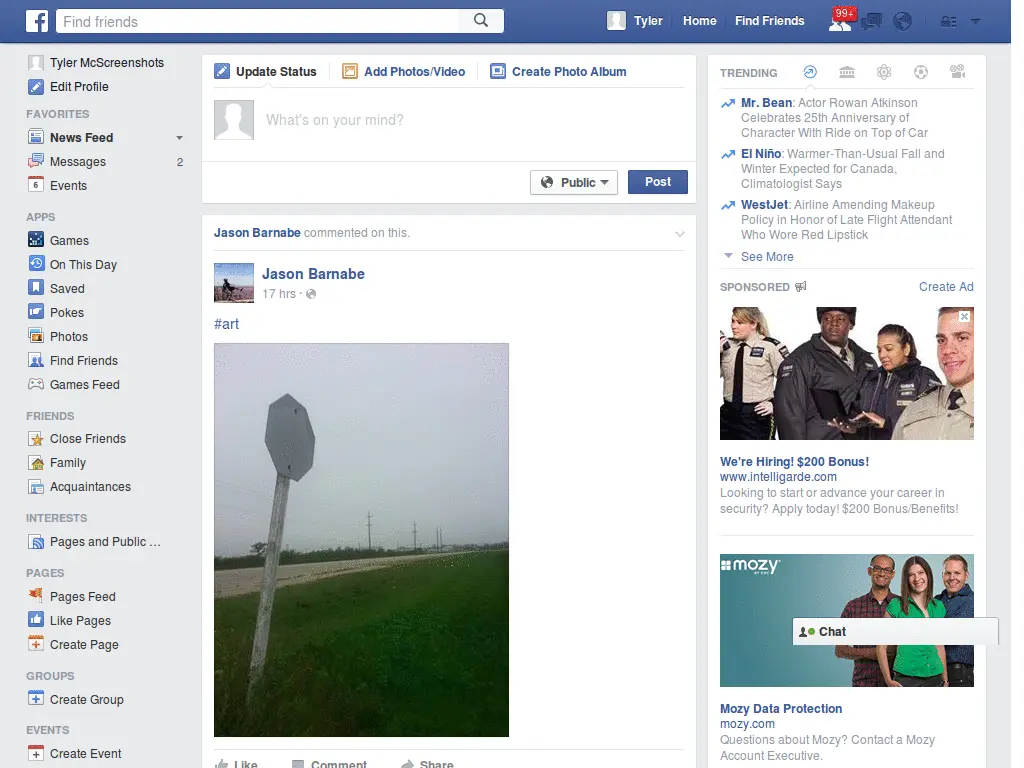 Find friends
Tyler
Home
Find Friends
99+
Tyler McScreenshots
Edit Profile
FAVORITES
News Feed
Messages
2
6
Events
APPS
Games
On This Day
Saved
Pokes
Photos
Find Friends
Games Feed
FRIENDS
Close Friends
Family
Acquaintances
INTERESTS
Pages and Public ...
PAGES
Pages Feed
Like Pages
Create Page
GROUPS
Create Group
EVENTS
Create Event
Update Status
Add Photos/Video
Create Photo Album
What's on your mind?
Public
Post
Jason Barnabe commented on this.
Jason Barnabe
17 hrs ·
#art
Like
Comment
Share
TRENDING
Mr. Bean: Actor Rowan Atkinson
Celebrates 25th Anniversary of
Character With Ride on Top of Car
El Niño: Warmer-Than-Usual Fall and
Winter Expected for Canada,
Climatologist Says
WestJet: Airline Amending Makeup
Policy in Honor of Late Flight Attendant
Who Wore Red Lipstick
See More
SPONSORED
Create Ad
We're Hiring! $200 Bonus!
www.intelligarde.com
Looking to start or advance your career in
security? Apply today! $200 Bonus/Benefits!
mozy
Chat
Mozy Data Protection
mozy.com
Questions about Mozy? Contact a Mozy
Account Executive.